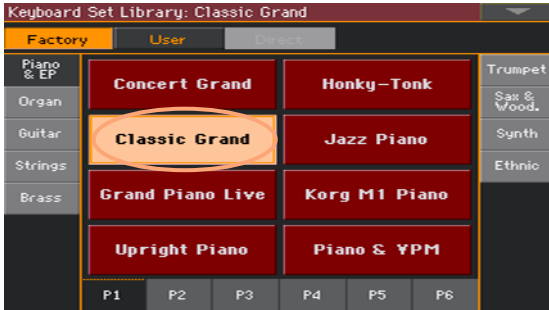 Keyboard Set Library: Classic Grand
Factory User Direct
Piano & EP
Organ
Guitar
Strings
Brass
Concert Grand
Honky-Tonk
Classic Grand
Jazz Piano
Grand Piano Live
Korg M1 Piano
Upright Piano
Piano & ¥PM
Trumpet
Sax & Wood.
Synth
Ethnic
P1 P2 P3 P4 P5 P6